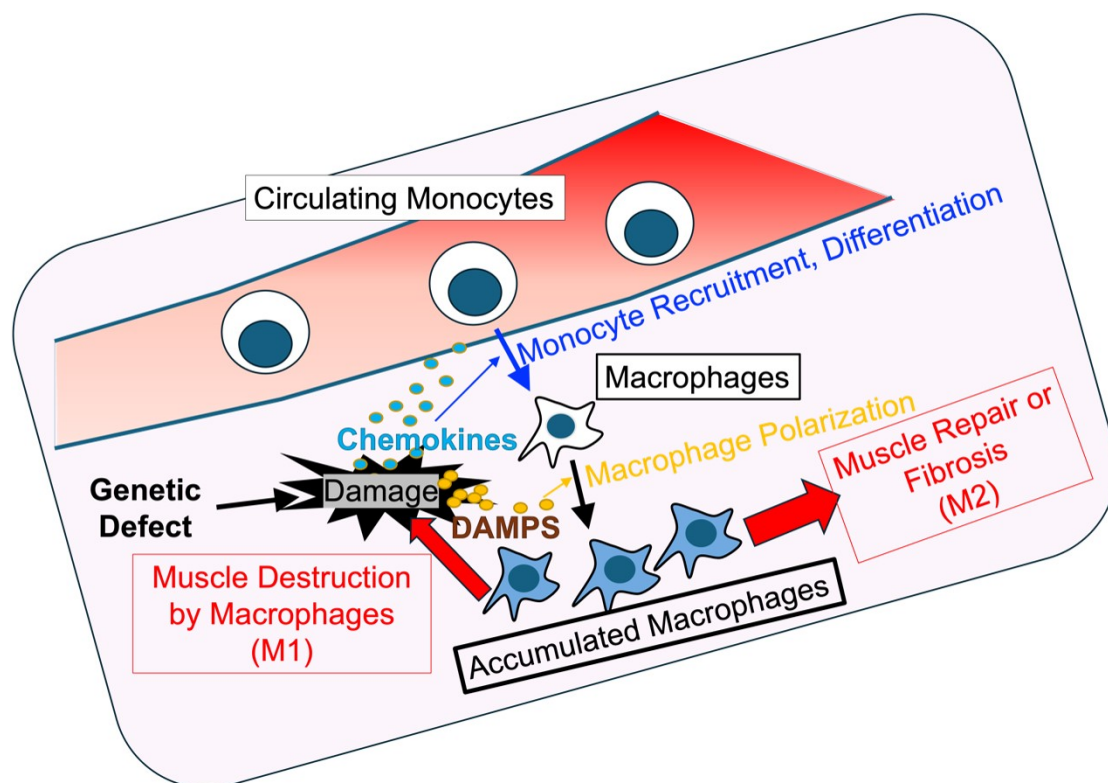 Circulating Monocytes
Monocyte Recruitment, Differentiation
Macrophages
Chemokines
Macrophage Polarization
Muscle Repair or
Fibrosis
(M2)
Genetic
Defect
Damage
DAMPS
Muscle Destruction
by Macrophages
(M1)
Accumulated Macrophages